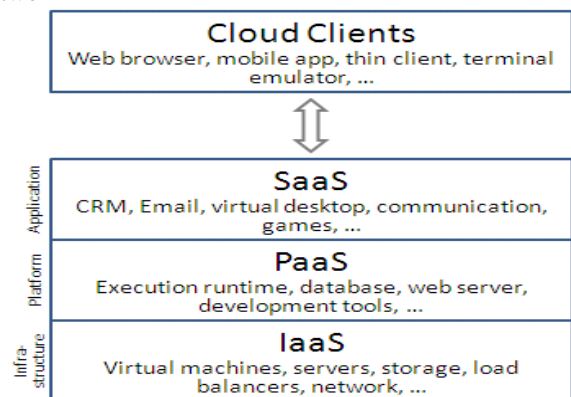 Cloud Clients
Web browser, mobile app, thin client, terminal
emulator, ...
Application
SaaS
CRM, Email, virtual desktop, communication,
games, ...
Platform
PaaS
Execution runtime, database, web server,
development tools, ...
Infra-
structure
IaaS
Virtual machines, servers, storage, load
balancers, network, ...